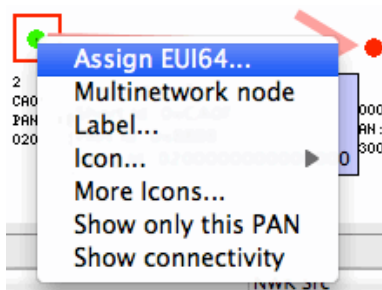 Assign EUI64...
Multinetwork node
Label...
Icon...
More Icons...
Show only this PAN
Show connectivity
2
CA0
PAN
020
000
AN:
300
0
NWK Src